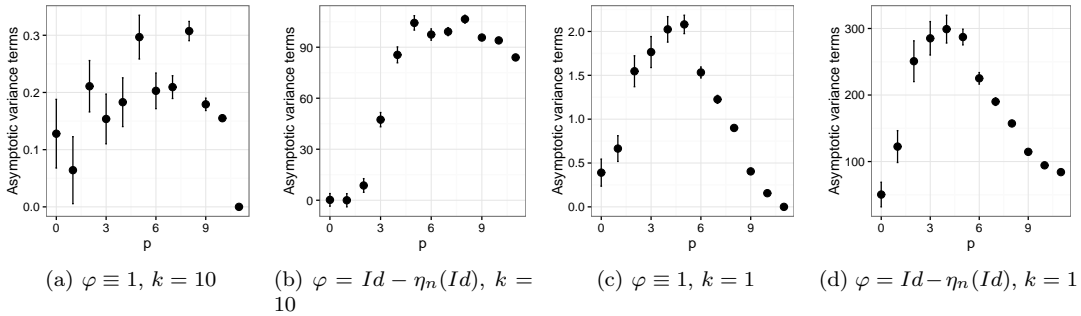 Asymptotic variance terms
0.3
0.2
0.1
0.0
0 3 6 9
p
Asymptotic variance terms
90
60
30
0
0 3 6 9
p
Asymptotic variance terms
2.0
1.5
1.0
0.5
0.0
0 3 6 9
p
Asymptotic variance terms
300
200
100
0 3 6 9
p
(a) φ ≡ 1, k = 10
(b) φ = Id − ηn(Id), k =
10
(c) φ ≡ 1, k = 1
(d) φ = Id−ηn(Id), k = 1